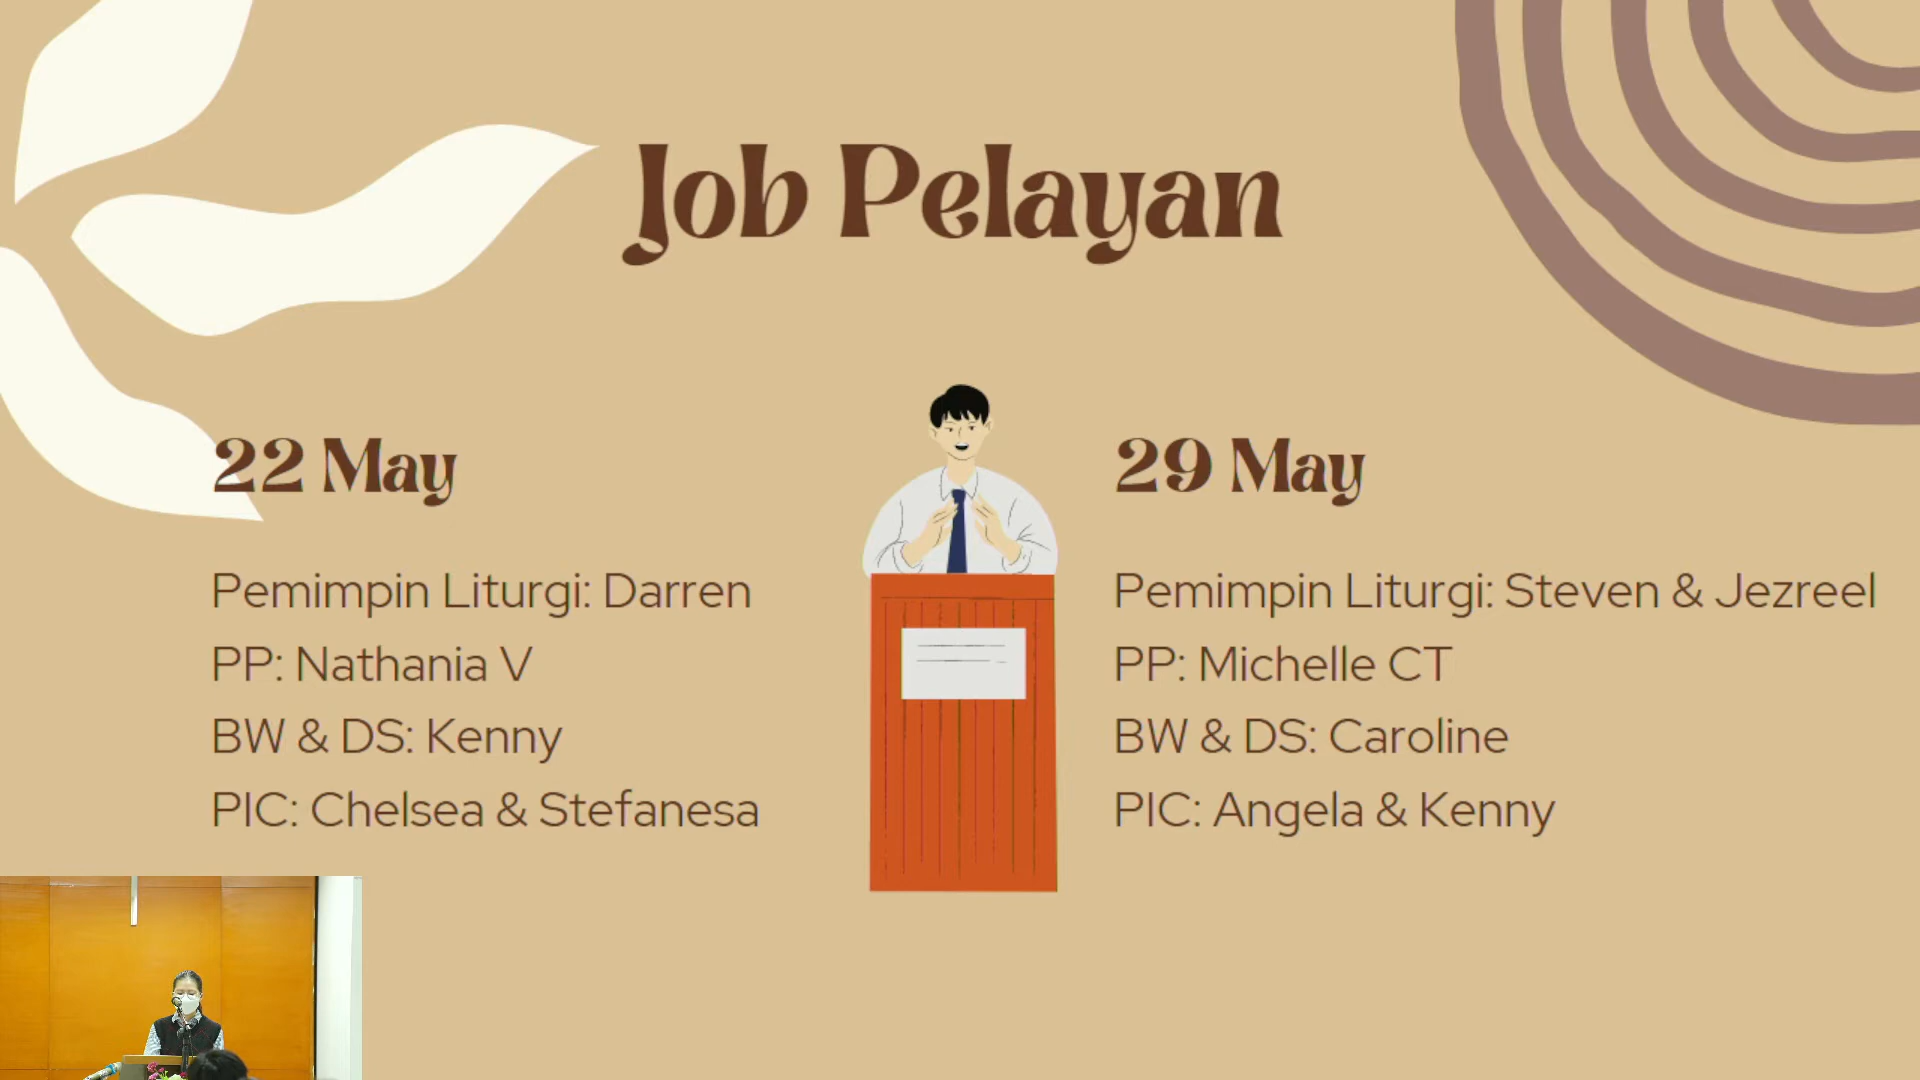 Job Pelayan
22 May
Pemimpin Liturgi: Darren
PP: Nathania V
BW & DS: Kenny
PIC: Chelsea & Stefanesa
29 May
Pemimpin Liturgi: Steven & Jezreel
PP: Michelle CT
BW & DS: Caroline
PIC: Angela & Kenny